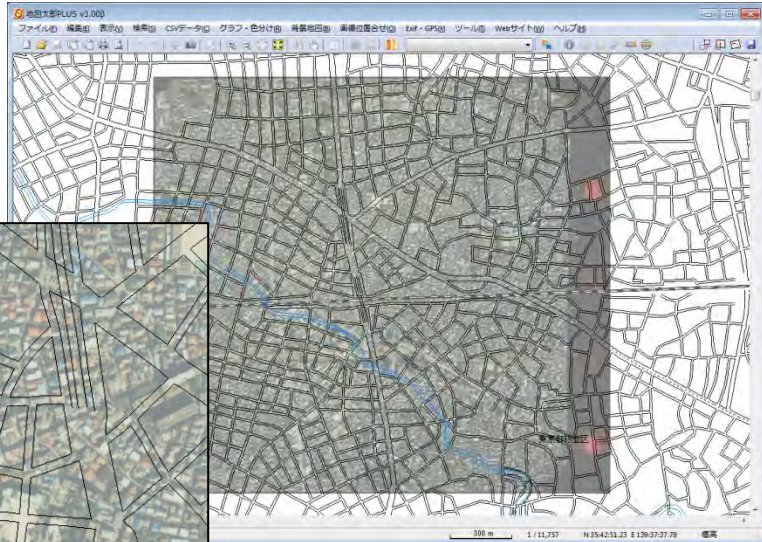 地図太郎PLUS v3.00β
ファイル(F) 編集(E) 表示(V) 検索(S) CSVデータ(C) グラフ・色分け(R) 背景地図(B) 画像位置合せ(Q) Exif・GPS(X) ツール(T) Webサイト(W) ヘルプ(H)
東京都杉並区
300 m 1 / 11,757 N 35:42:51.23 E 139:37:37.78 標高